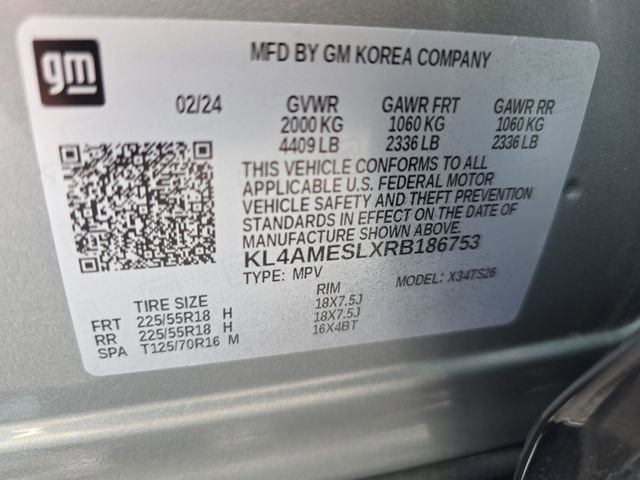 gm
MFD BY GM KOREA COMPANY
02/24 GVWR GAWR FRT GAWR RR
2000 KG 1060 KG 1060 KG
4409 LB 2336 LB 2336 LB
THIS VEHICLE CONFORMS TO ALL
APPLICABLE U.S. FEDERAL MOTOR
VEHICLE SAFETY AND THEFT PREVENTION
STANDARDS IN EFFECT ON THE DATE OF
MANUFACTURE SHOWN ABOVE.
KL4AMESLXRB186753
TYPE: MPV MODEL: X34TS26
TIRE SIZE RIM
FRT 225/55R18 H 18X7.5J
RR 225/55R18 H 18X7.5J
SPA T125/70R16 M 16X4BT